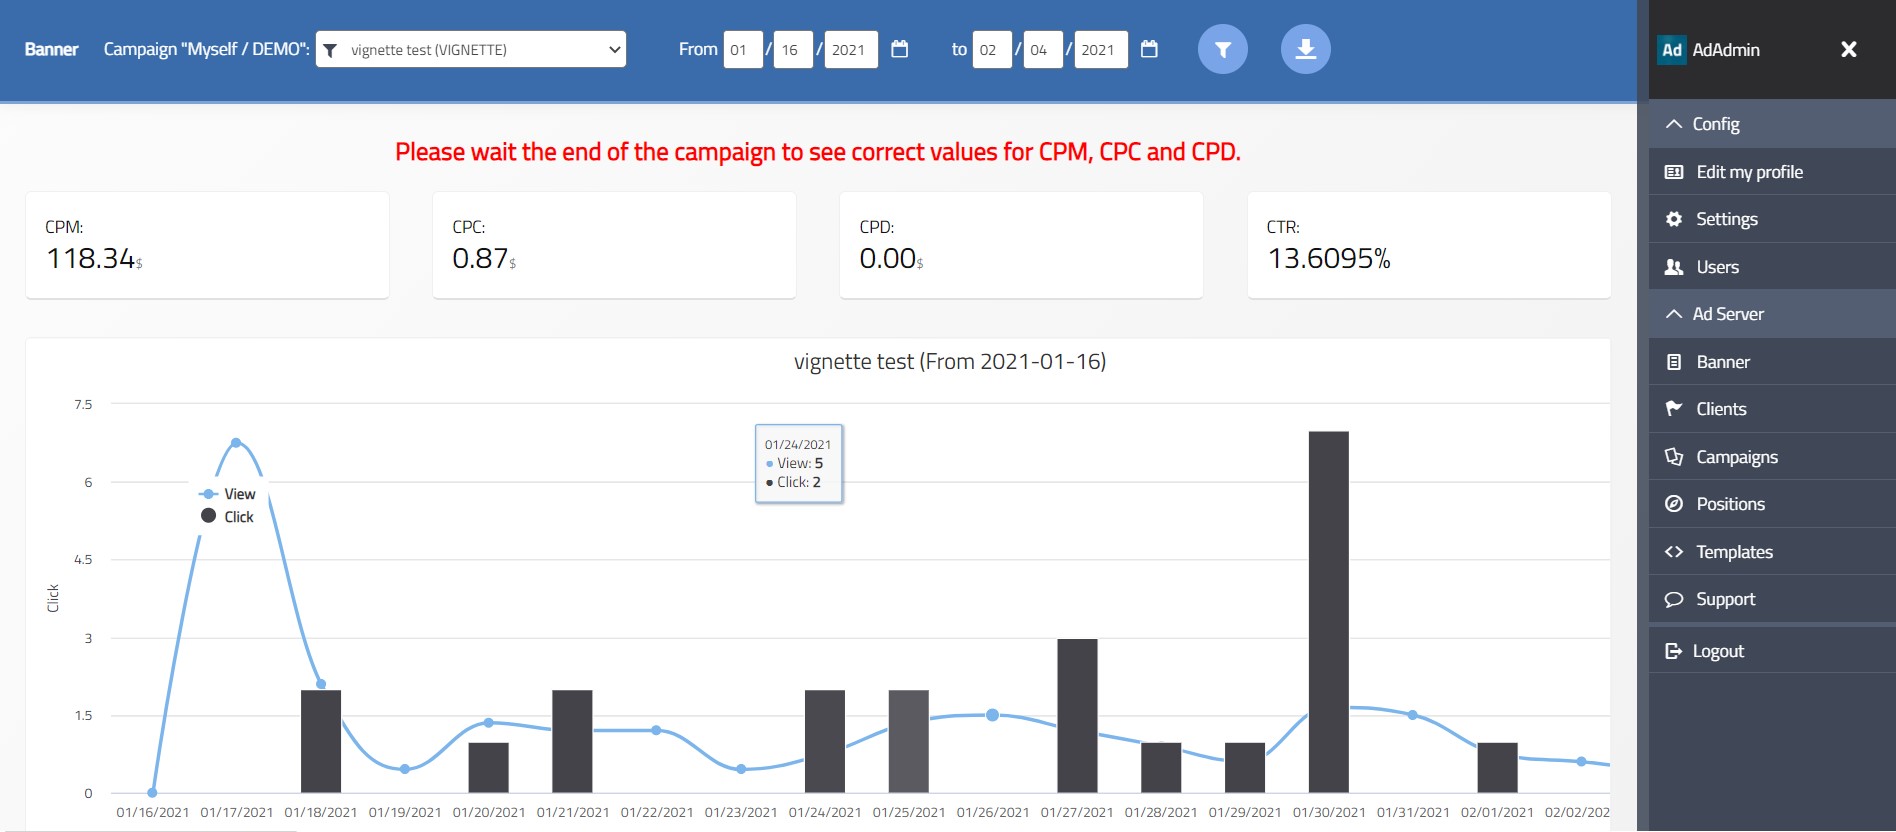 Banner Campaign "Myself / DEMO": vignette test (VIGNETTE) From 01 / 16 / 2021 to 02 / 04 / 2021
Ad AdAdmin
Please wait the end of the campaign to see correct values for CPM, CPC and CPD.
CPM:
118.34$
CPC:
0.87$
CPD:
0.00$
CTR:
13.6095%
vignette test (From 2021-01-16)
7.5
6
4.5
3
1.5
0
Click
View
Click
01/24/2021
View: 5
Click: 2
01/16/2021 01/17/2021 01/18/2021 01/19/2021 01/20/2021 01/21/2021 01/22/2021 01/23/2021 01/24/2021 01/25/2021 01/26/2021 01/27/2021 01/28/2021 01/29/2021 01/30/2021 01/31/2021 02/01/2021 02/02/202
Config
Edit my profile
Settings
Users
Ad Server
Banner
Clients
Campaigns
Positions
Templates
Support
Logout